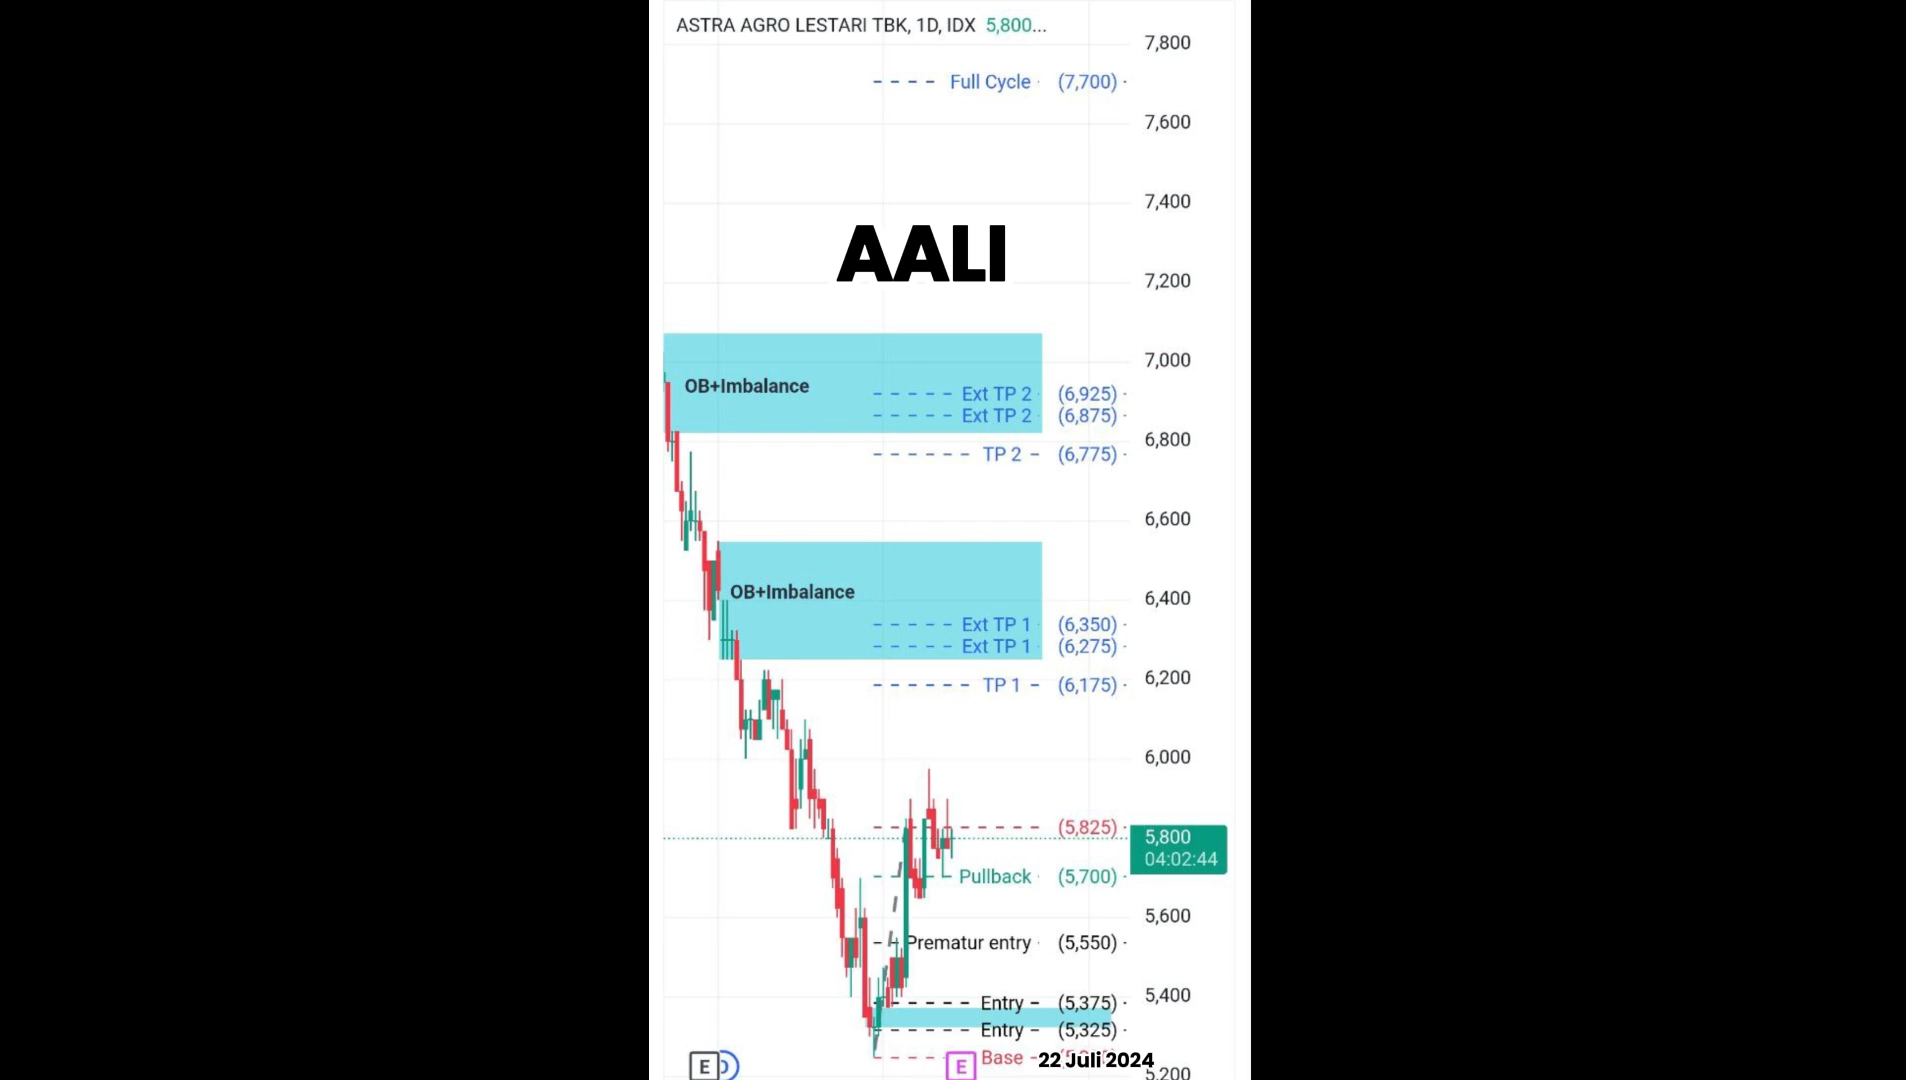 ASTRA AGRO LESTARI TBK, 1D, IDX 5,800...
7,800
Full Cycle (7,700)
7,600
7,400
AALI
7,200
7,000
OB+Imbalance
Ext TP 2 (6,925)
Ext TP 2 (6,875)
6,800
TP 2 (6,775)
6,600
OB+Imbalance
6,400
Ext TP 1 (6,350)
Ext TP 1 (6,275)
6,200
TP 1 (6,175)
6,000
(5,825)
5,800
04:02:44
Pullback (5,700)
5,600
Prematur entry (5,550)
5,400
Entry (5,375)
Entry (5,325)
E D E Base 22 Juli 2024
5,200